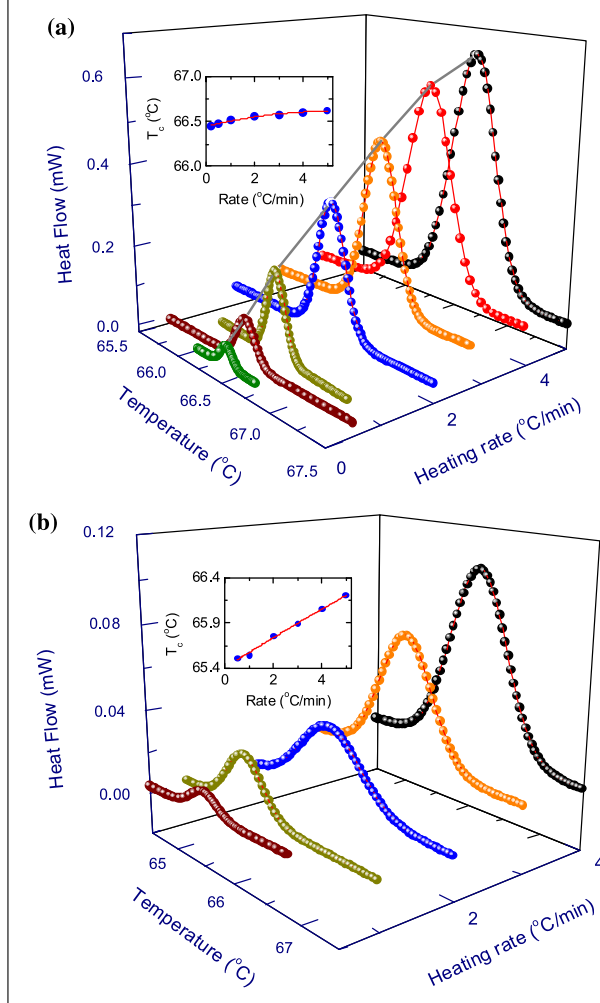 (a)
Heat Flow (mW)
0.6
0.4
0.2
0.0
67.0
66.5
66.0
T_c (°C)
0 2 4
Rate (°C/min)
65.5
66.0
66.5
67.0
67.5
Temperature (°C)
0
2
4
Heating rate (°C/min)
(b)
Heat Flow (mW)
0.12
0.08
0.04
0.00
66.4
65.9
65.4
T_c (°C)
0 2 4
Rate (°C/min)
65
66
67
Temperature (°C)
2
4
Heating rate (°C/min)